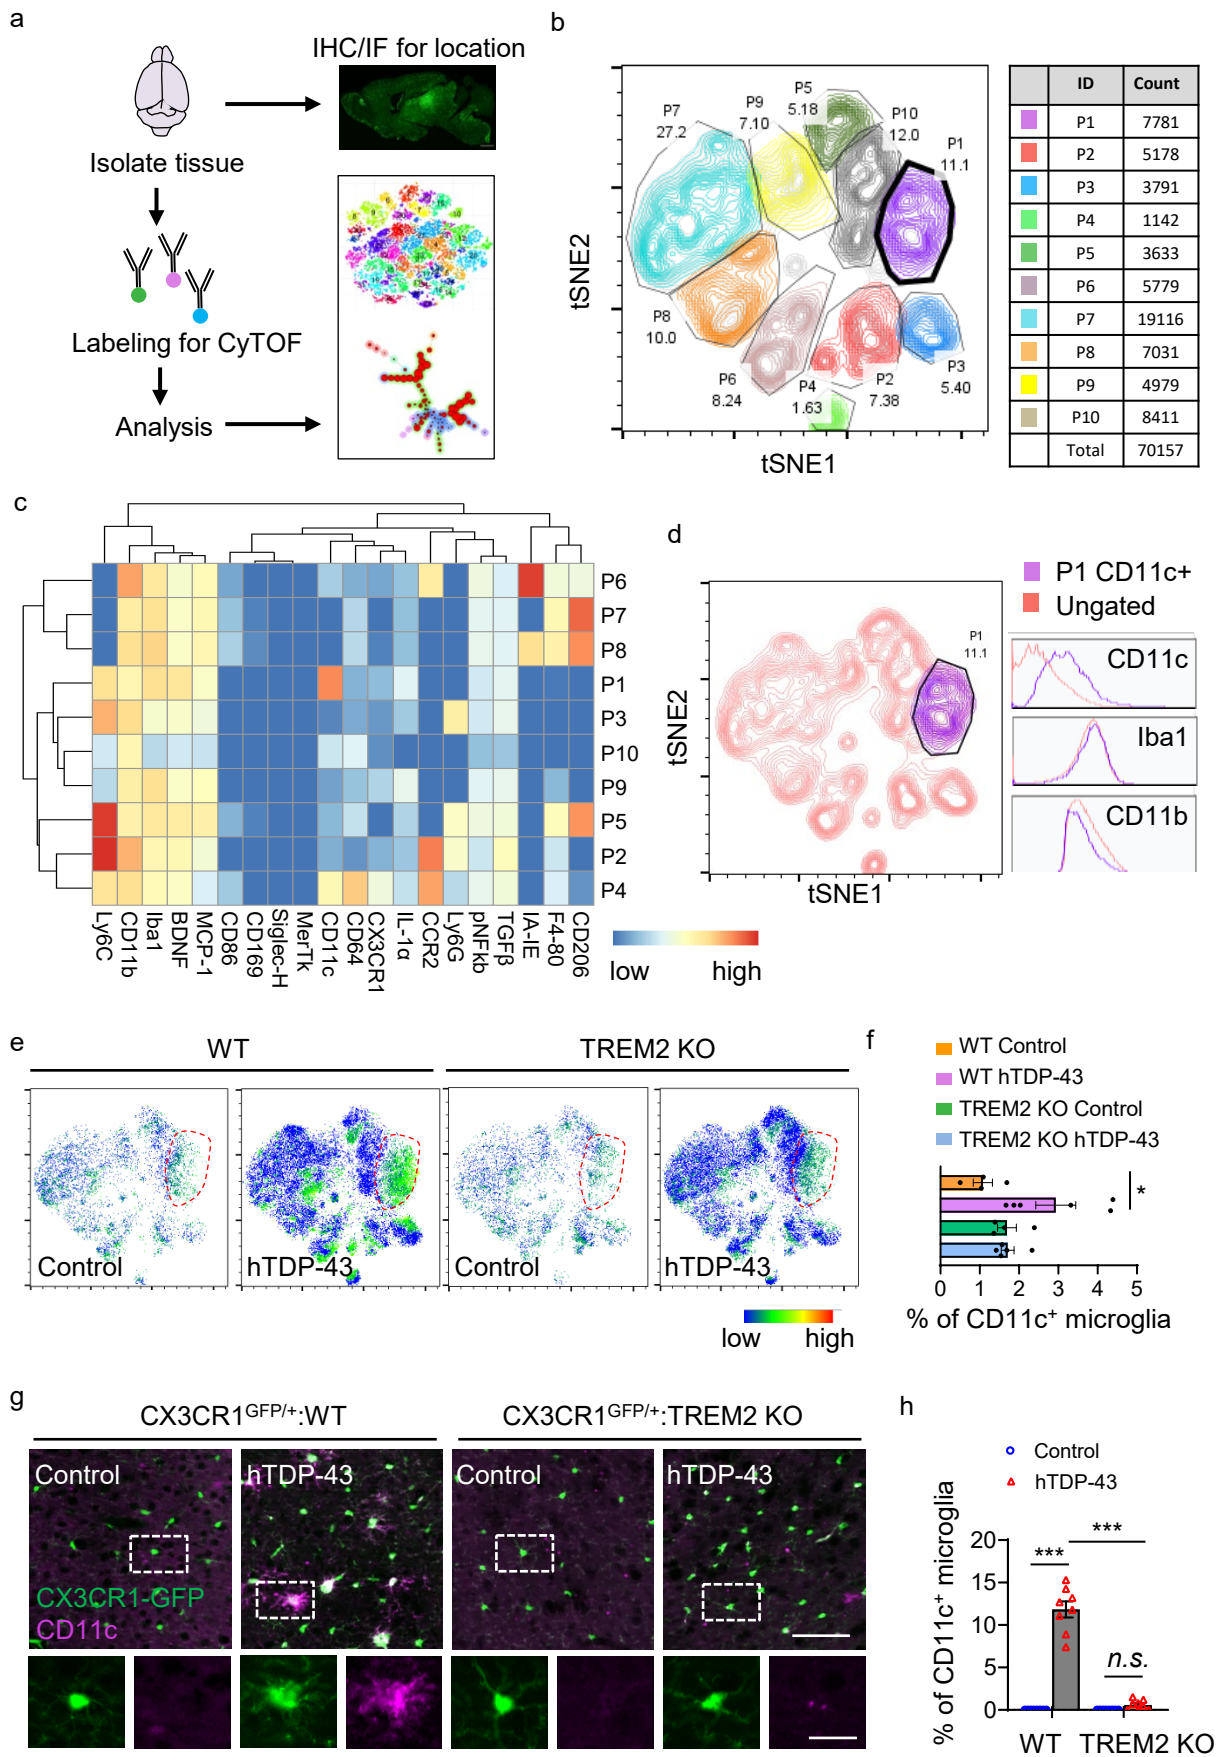 a
IHC/IF for location
Isolate tissue
Labeling for CyTOF
Analysis
b
P7
27.2
P9
7.10
P5
5.18
P10
12.0
P1
11.1
P8
10.0
P6
8.24
P4
1.63
P2
7.38
P3
5.40
tSNE2
tSNE1
ID Count
P1 7781
P2 5178
P3 3791
P4 1142
P5 3633
P6 5779
P7 19116
P8 7031
P9 4979
P10 8411
Total 70157
c
P6
P7
P8
P1
P3
P10
P9
P5
P2
P4
Ly6C
CD11b
Iba1
BDNF
MCP-1
CD86
CD169
Siglec-H
MerTk
CD11c
CD64
CX3CR1
IL-1α
CCR2
Ly6G
pNFkb
TGFβ
IA-IE
F4-80
CD206
low high
d
P1
11.1
tSNE2
tSNE1
P1 CD11c+
Ungated
CD11c
Iba1
CD11b
e
WT TREM2 KO
Control hTDP-43 Control hTDP-43
low high
f
WT Control
WT hTDP-43
TREM2 KO Control
TREM2 KO hTDP-43
*
0 1 2 3 4 5
% of CD11c+ microglia
g
CX3CR1GFP/+:WT CX3CR1GFP/+:TREM2 KO
Control hTDP-43 Control hTDP-43
CX3CR1-GFP
CD11c
h
Control
hTDP-43
% of CD11c+ microglia
20
15
10
5
0
*** ***
n.s.
WT TREM2 KO